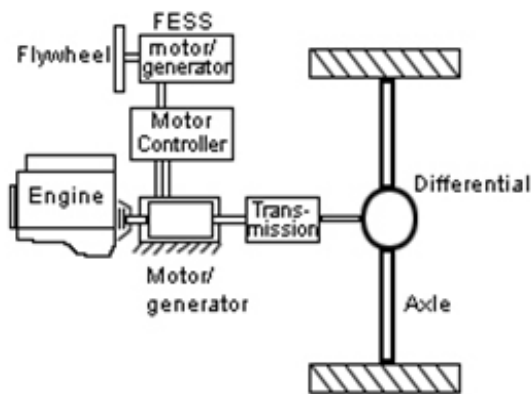 FESS
Flywheel
motor/
generator
Motor
Controller
Engine
Trans-
mission
Differential
Motor/
generator
Axle